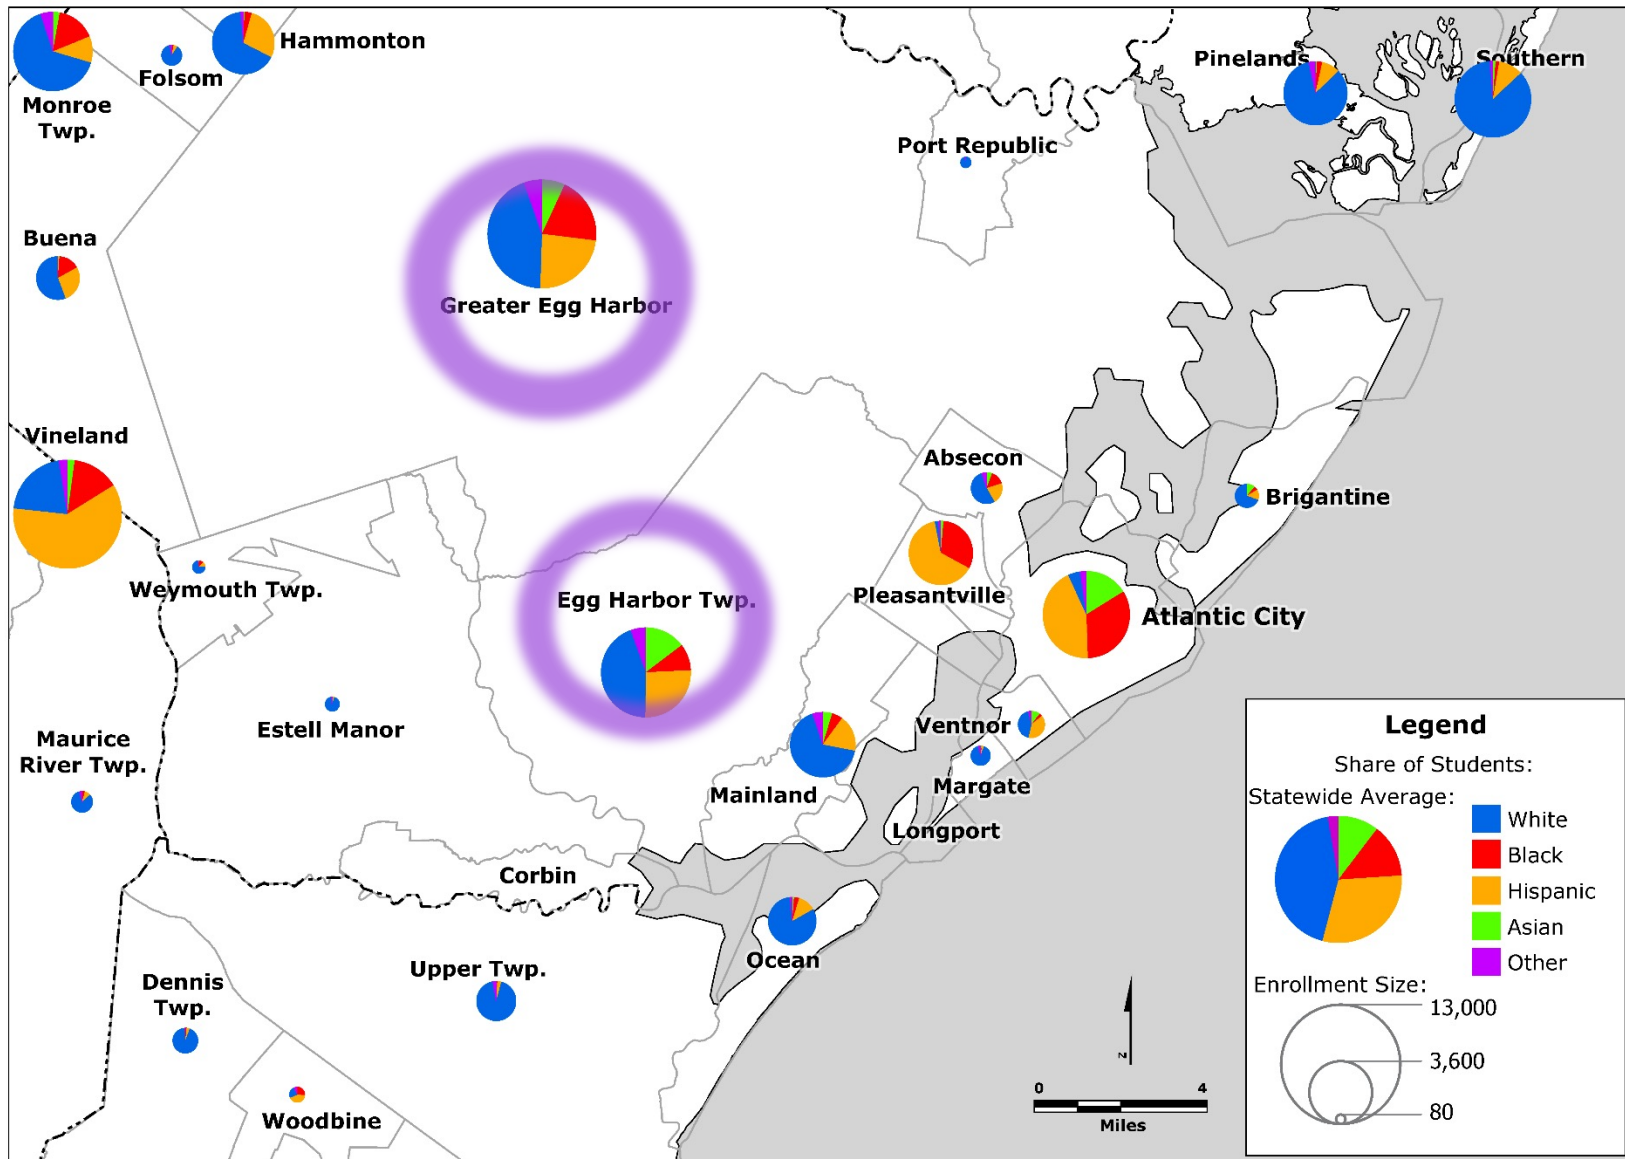 Monroe
Twp.
Folsom
Hammonton
Pinelands
Southern
Port Republic
Buena
Greater Egg Harbor
Vineland
Absecon
Brigantine
Weymouth Twp.
Egg Harbor Twp.
Pleasantville
Atlantic City
Estell Manor
Maurice
River Twp.
Ventnor
Mainland
Margate
Longport
Corbin
Ocean
Upper Twp.
Dennis
Twp.
Woodbine
N
0 4
Miles
Legend
Share of Students:
Statewide Average:
White
Black
Hispanic
Asian
Other
Enrollment Size:
13,000
3,600
80